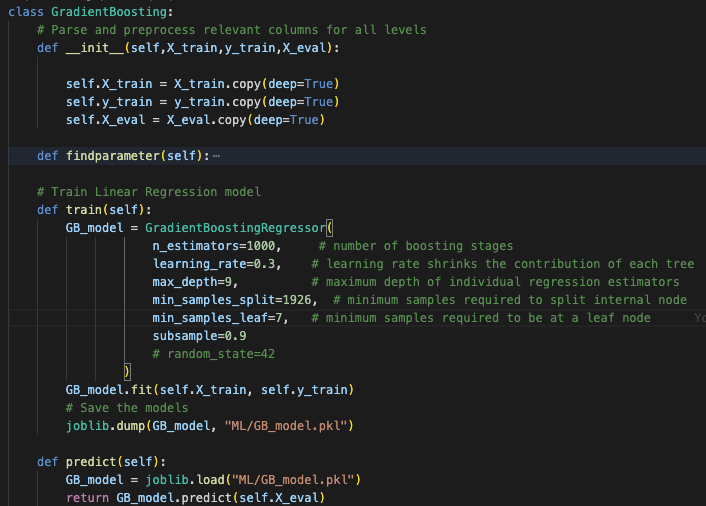 class GradientBoosting:
    # Parse and preprocess relevant columns for all levels
    def __init__(self,X_train,y_train,X_eval):
        self.X_train = X_train.copy(deep=True)
        self.y_train = y_train.copy(deep=True)
        self.X_eval = X_eval.copy(deep=True)
    def findparameter(self):⋯
    # Train Linear Regression model
    def train(self):
        GB_model = GradientBoostingRegressor(
                    n_estimators=1000,     # number of boosting stages
                    learning_rate=0.3,    # learning rate shrinks the contribution of each tree
                    max_depth=9,          # maximum depth of individual regression estimators
                    min_samples_split=1926,  # minimum samples required to split internal node
                    min_samples_leaf=7,   # minimum samples required to be at a leaf node
                    subsample=0.9
                    # random_state=42
                )
        GB_model.fit(self.X_train, self.y_train)
        # Save the models
        joblib.dump(GB_model, "ML/GB_model.pkl")
    def predict(self):
        GB_model = joblib.load("ML/GB_model.pkl")
        return GB_model.predict(self.X_eval)